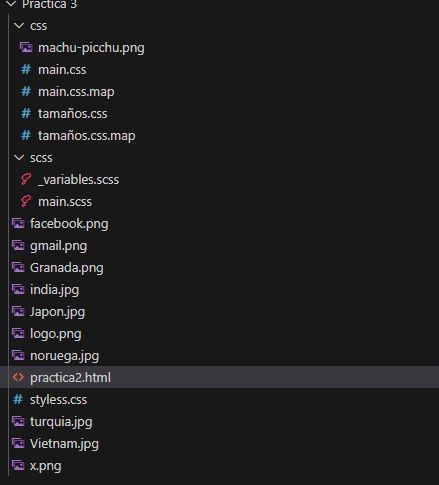 Practica 3
css
machu-picchu.png
# main.css
main.css.map
# tamaños.css
tamaños.css.map
scss
_variables.scss
main.scss
facebook.png
gmail.png
Granada.png
india.jpg
Japon.jpg
logo.png
noruega.jpg
<> practica2.html
# styless.css
turquia.jpg
Vietnam.jpg
x.png